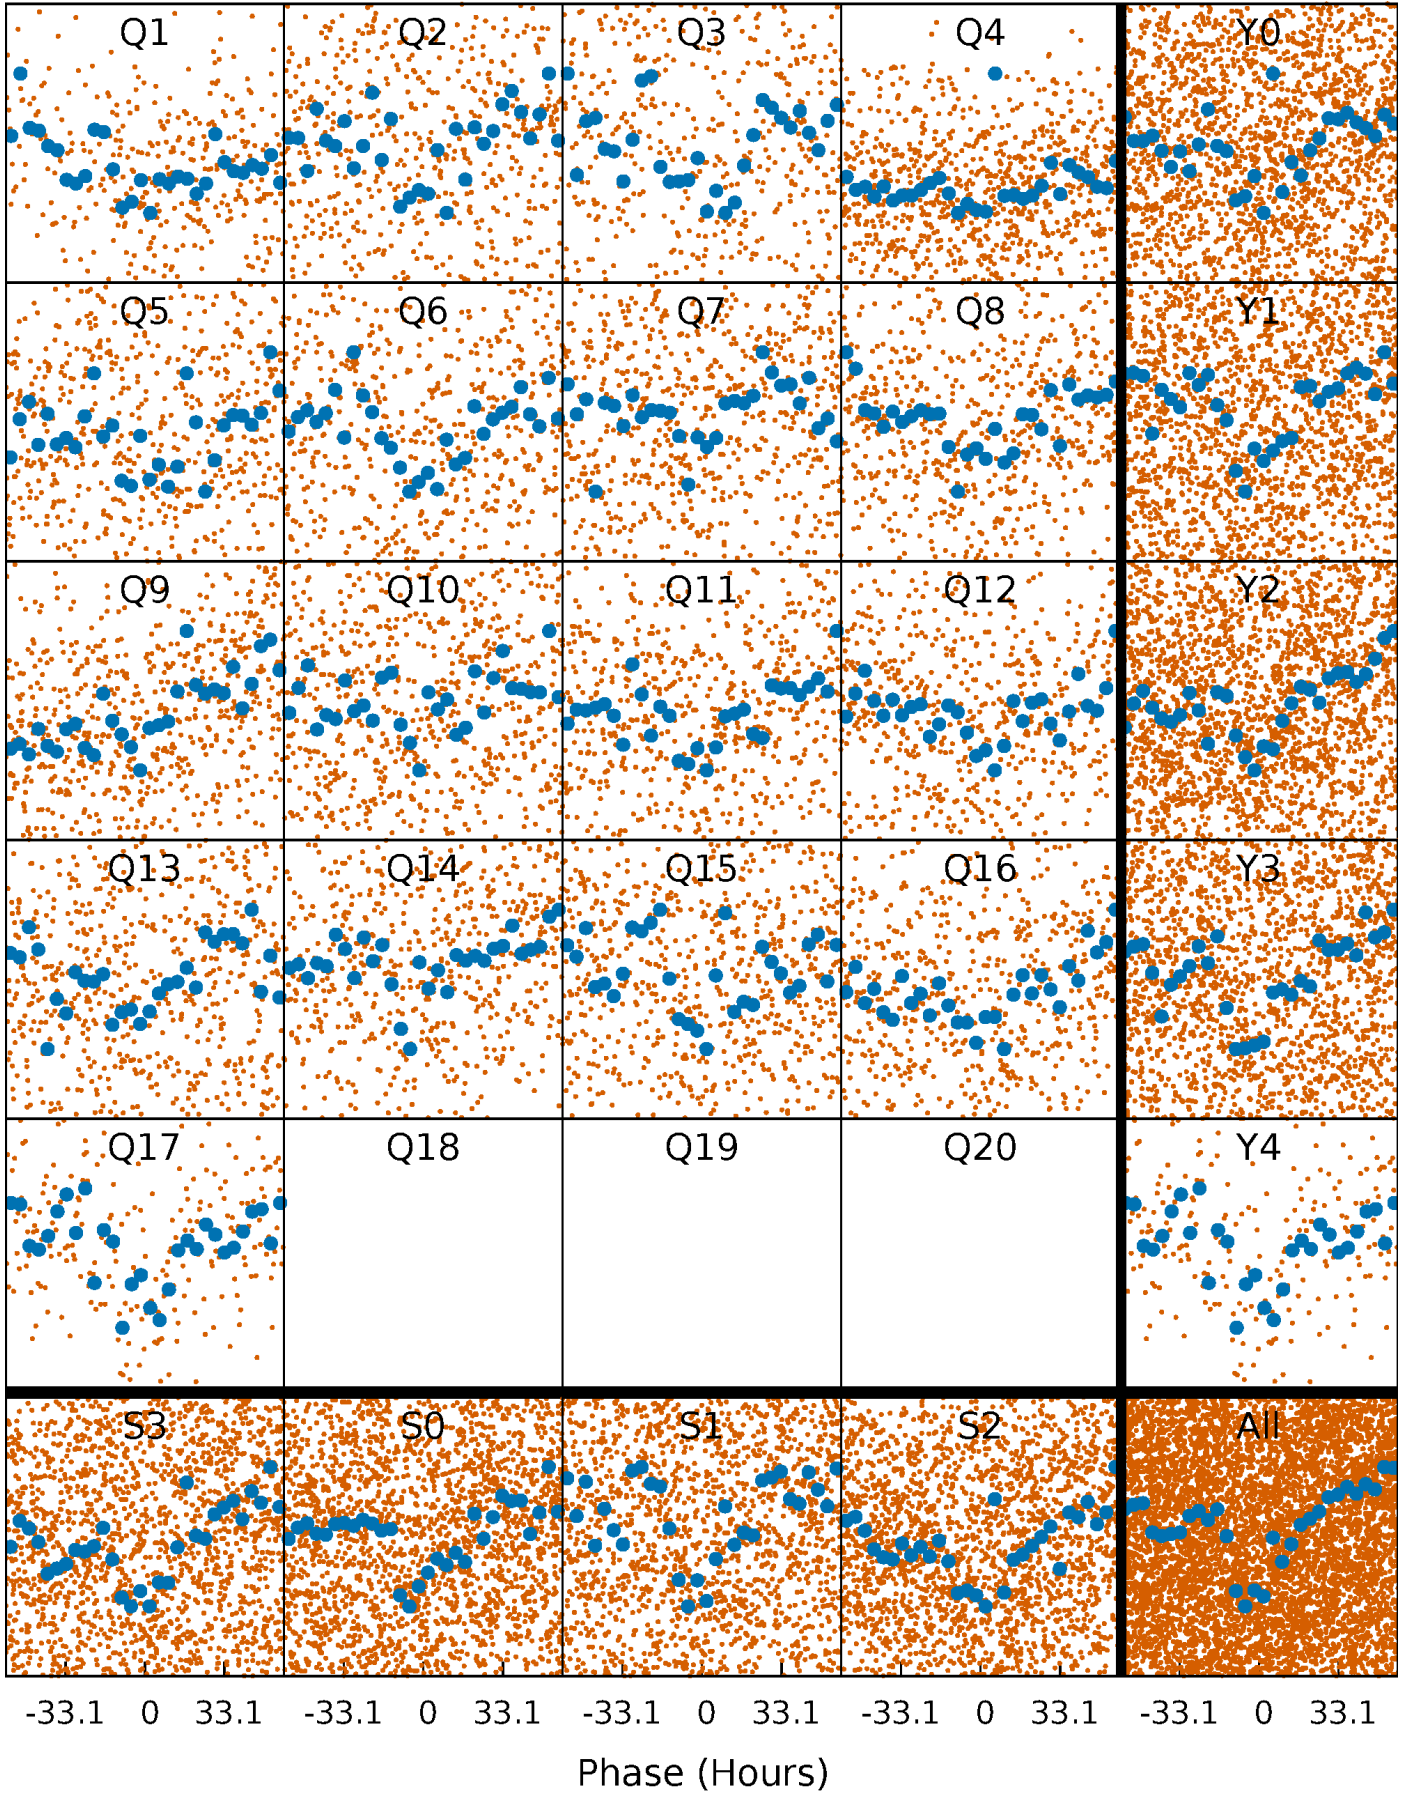 Q1 Q2 Q3 Q4 Y0
Q5 Q6 Q7 Q8 Y1
Q9 Q10 Q11 Q12 Y2
Q13 Q14 Q15 Q16 Y3
Q17 Q18 Q19 Q20 Y4
S3 S0 S1 S2 All
-33.1 0 33.1 -33.1 0 33.1 -33.1 0 33.1 -33.1 0 33.1 -33.1 0 33.1
Phase (Hours)